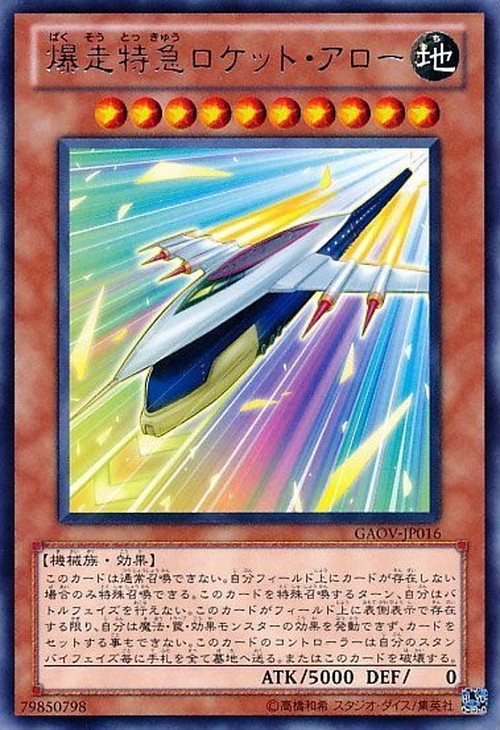 爆走特急ロケット・アロー
地
GAOV-JP016
【機械族・効果】
このカードは通常召喚できない。自分フィールド上にカードが存在しない
場合のみ特殊召喚できる。このカードを特殊召喚するターン、自分はバ
トルフェイズを行えない。このカードがフィールド上に表側表示で存在
する限り、自分は魔法・罠・効果モンスターの効果を発動できず、カードを
セットする事もできない。このカードのコントローラーは自分のスタン
バイフェイズ毎に手札を全て墓地へ送る。またはこのカードを破壊する。
ATK/5000 DEF/ 0
79850798
©高橋和希 スタジオ・ダイス/集英社